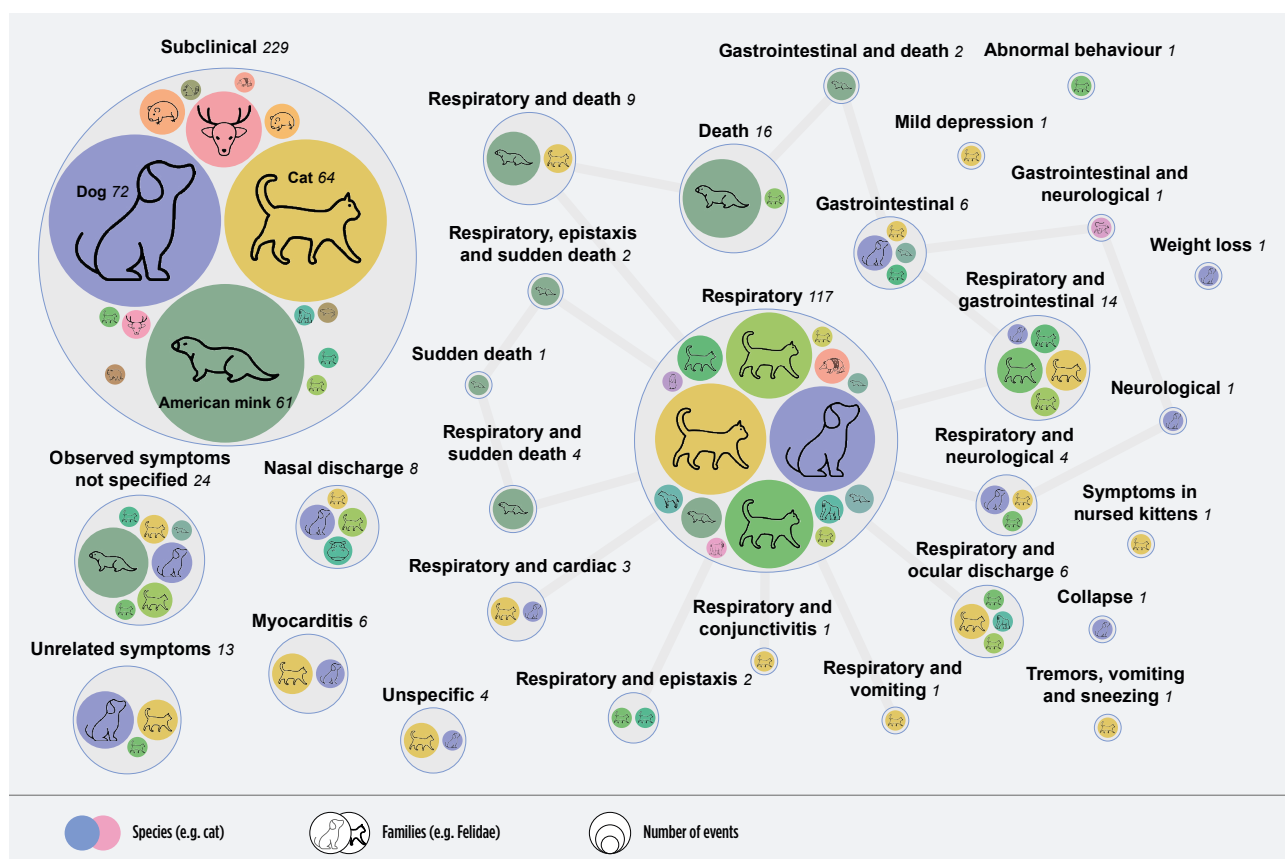 Subclinical 229
Gastrointestinal and death 2
Abnormal behaviour 1
Respiratory and death 9
Death 16
Mild depression 1
Dog 72
Cat 64
Gastrointestinal and
neurological 1
Gastrointestinal 6
Respiratory, epistaxis
and sudden death 2
Weight loss 1
Respiratory 117
Respiratory and
gastrointestinal 14
Sudden death 1
American mink 61
Neurological 1
Respiratory and
sudden death 4
Respiratory and
neurological 4
Observed symptoms
not specified 24
Nasal discharge 8
Symptoms in
nursed kittens 1
Respiratory and cardiac 3
Respiratory and
ocular discharge 6
Collapse 1
Myocarditis 6
Respiratory and
conjunctivitis 1
Unrelated symptoms 13
Respiratory and epistaxis 2
Respiratory and
vomiting 1
Tremors, vomiting
and sneezing 1
Unspecific 4
Species (e.g. cat)
Families (e.g. Felidae)
Number of events